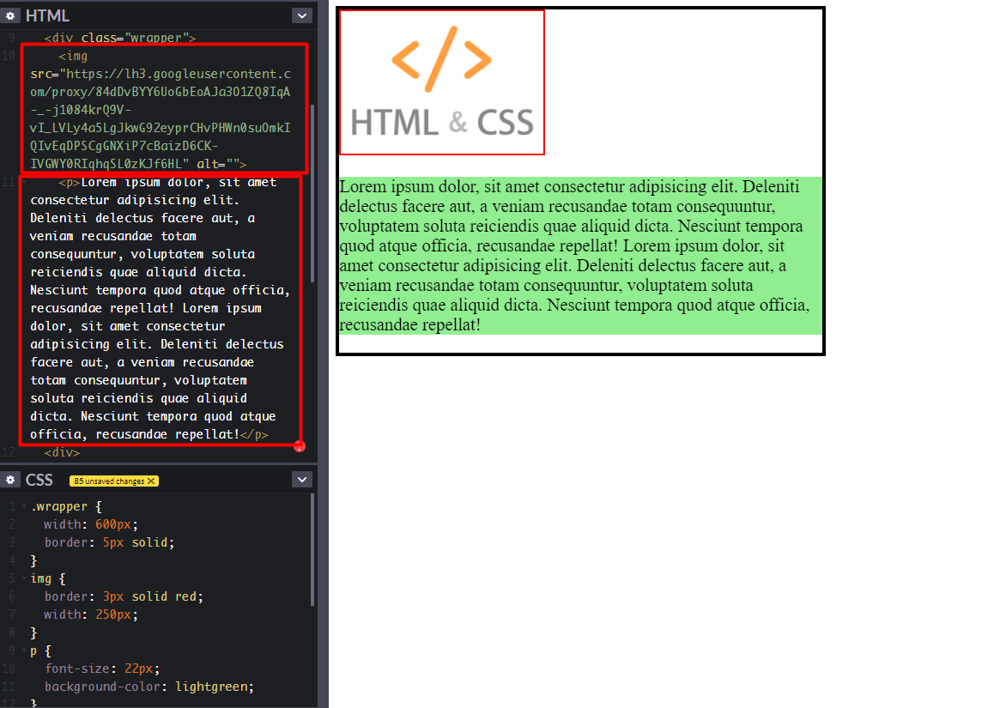 HTML
9 <div class="wrapper">
10 <img
src="https://lh3.googleusercontent.c
om/proxy/84dDvBYY6UoGbEoAJa3O1ZQ8IqA
-_-j1084krQ9V-
vI_LVLy4a5LgJkwG92eyprCHvPHWn0suOmkI
QIvEqDPSCgGNXiP7cBaizD6CK-
IVGWY0RIqhqSL0zKJf6HL" alt="">
11 <p>Lorem ipsum dolor, sit amet
consectetur adipisicing elit.
Deleniti delectus facere aut, a
veniam recusandae totam
consequuntur, voluptatem soluta
reiciendis quae aliquid dicta.
Nesciunt tempora quod atque officia,
recusandae repellat! Lorem ipsum
dolor, sit amet consectetur
adipisicing elit. Deleniti delectus
facere aut, a veniam recusandae
totam consequuntur, voluptatem
soluta reiciendis quae aliquid
dicta. Nesciunt tempora quod atque
officia, recusandae repellat!</p>
12 <div>
CSS 85 unsaved changes X
1 .wrapper {
2 width: 600px;
3 border: 5px solid;
4 }
5 img {
6 border: 3px solid red;
7 width: 250px;
8 }
9 p {
10 font-size: 22px;
11 background-color: lightgreen;
12 }
</>
HTML & CSS
Lorem ipsum dolor, sit amet consectetur adipisicing elit. Deleniti
delectus facere aut, a veniam recusandae totam consequuntur,
voluptatem soluta reiciendis quae aliquid dicta. Nesciunt tempora
quod atque officia, recusandae repellat! Lorem ipsum dolor, sit
amet consectetur adipisicing elit. Deleniti delectus facere aut, a
veniam recusandae totam consequuntur, voluptatem soluta
reiciendis quae aliquid dicta. Nesciunt tempora quod atque officia,
recusandae repellat!